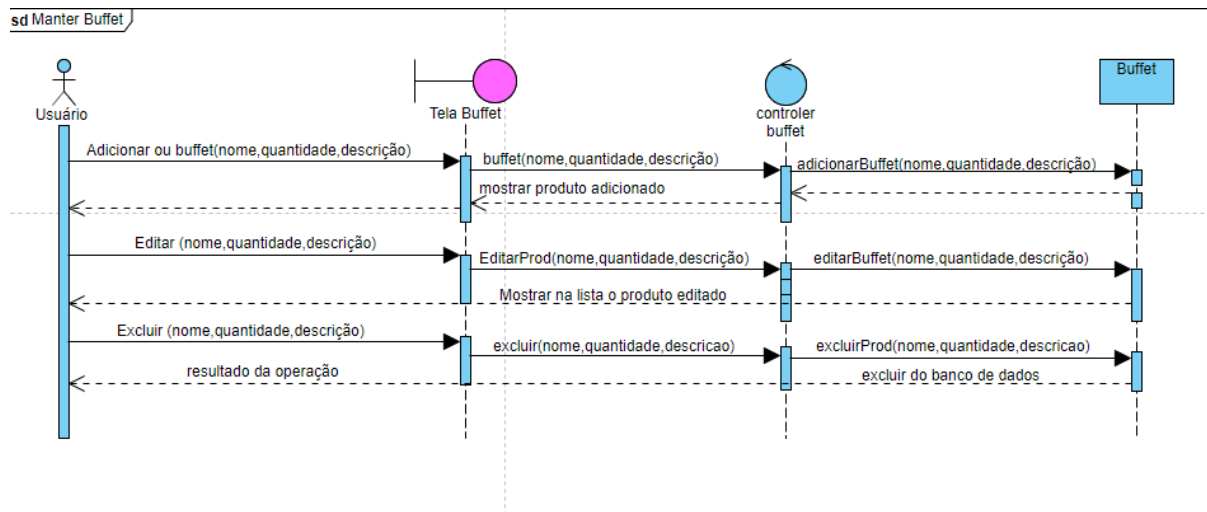 sd Manter Buffet
Buffet
Usuário
Tela Buffet
controler
buffet
Adicionar ou buffet(nome,quantidade,descrição)
buffet(nome,quantidade,descrição)
adicionarBuffet(nome,quantidade,descrição)
mostrar produto adicionado
Editar (nome,quantidade,descrição)
EditarProd(nome,quantidade,descrição)
editarBuffet(nome,quantidade,descrição)
Mostrar na lista o produto editado
Excluir (nome,quantidade,descrição)
excluir(nome,quantidade,descricao)
excluirProd(nome,quantidade,descricao)
resultado da operação
excluir do banco de dados